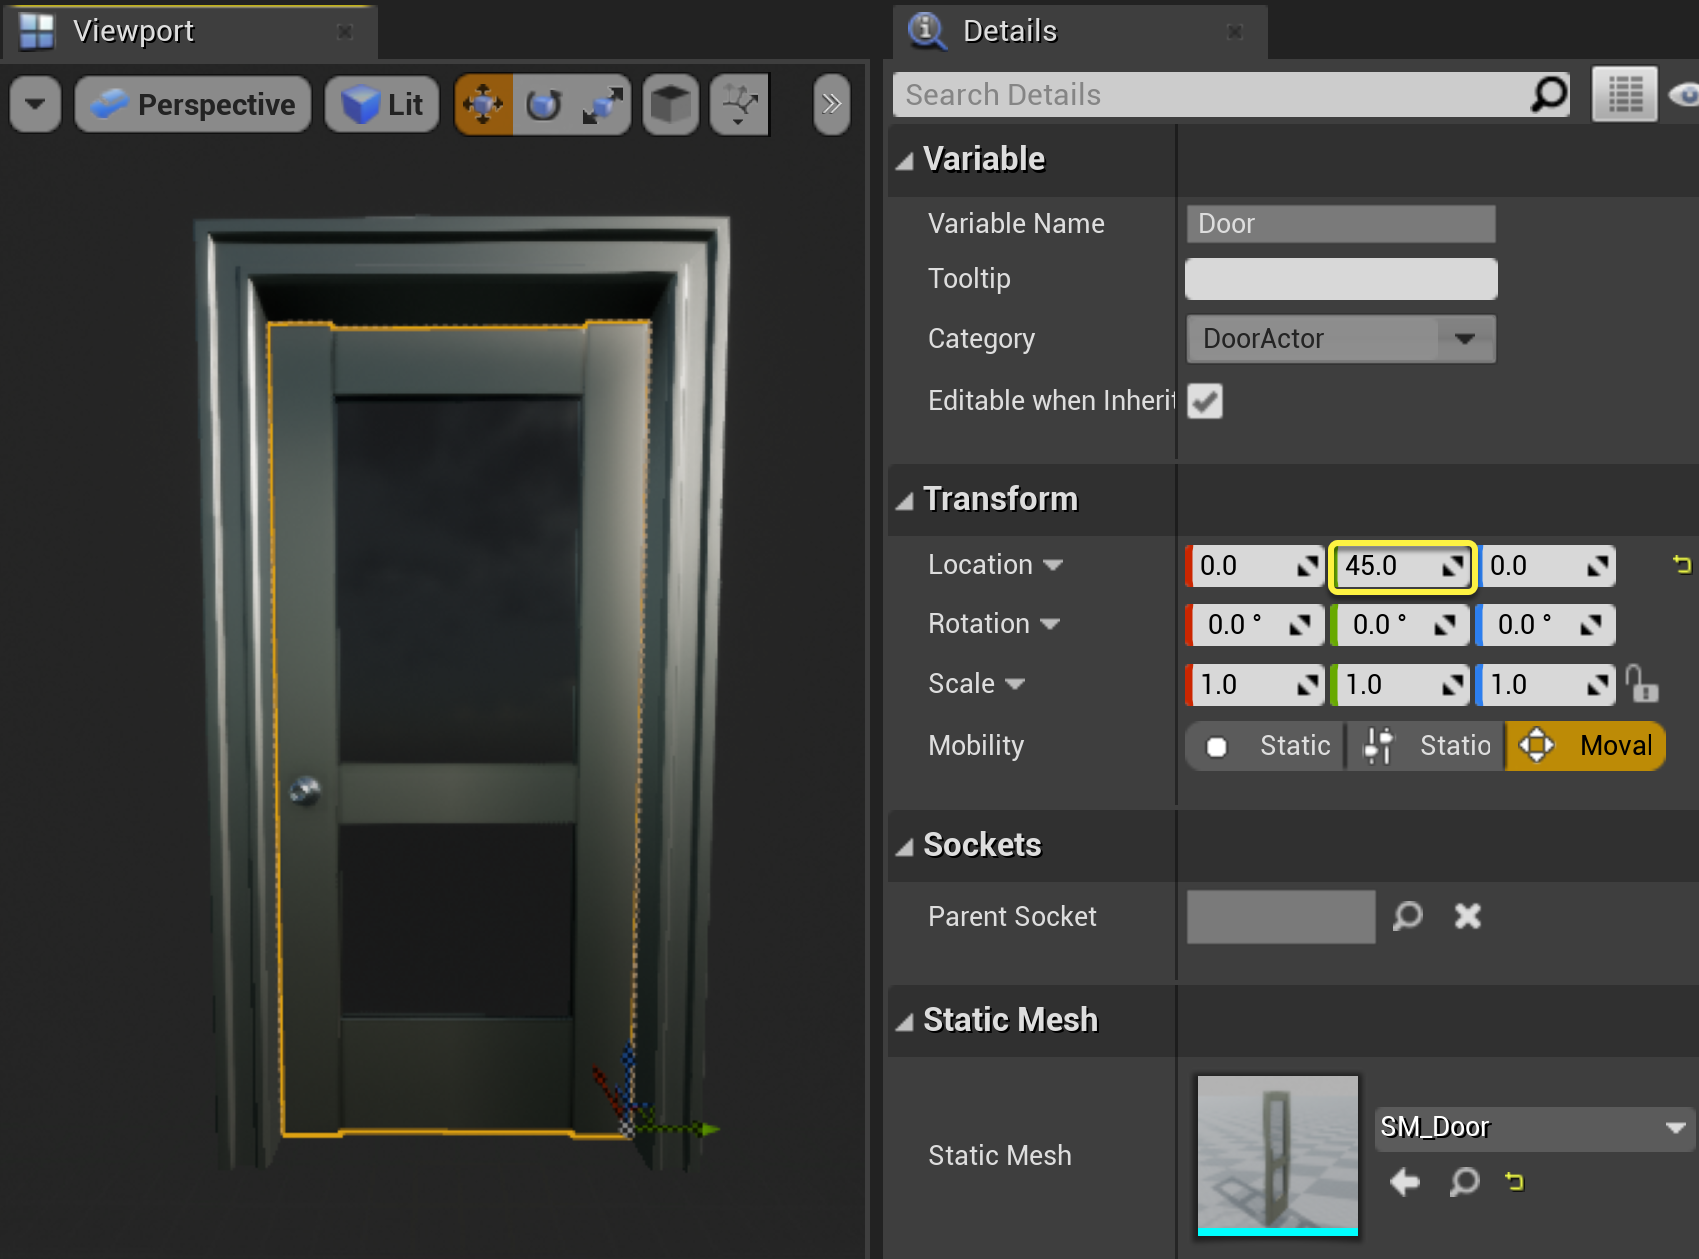 Viewport
Details
Perspective
Lit
Search Details
Variable
Variable Name
Door
Tooltip
Category
DoorActor
Editable when Inherit
Transform
Location
0.0
45.0
0.0
Rotation
0.0 °
0.0 °
0.0 °
Scale
1.0
1.0
1.0
Mobility
Static
Statio
Moval
Sockets
Parent Socket
Static Mesh
Static Mesh
SM_Door